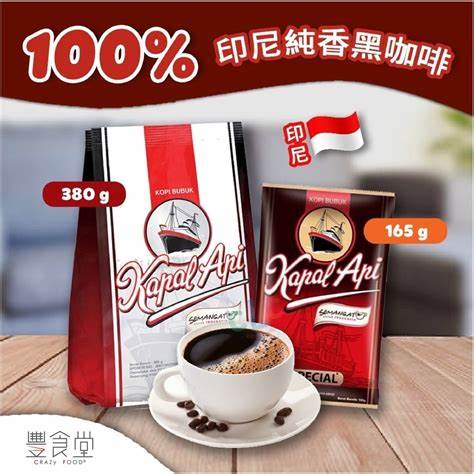 100%
印尼純香黑咖啡
印尼
380 g
KOPI BUBUK
Kapal Api
SEMANGAT
165 g
KOPI BUBUK
Kapal Api
SEMANGAT
SPECIAL
豐食堂
CRAZY FOOD